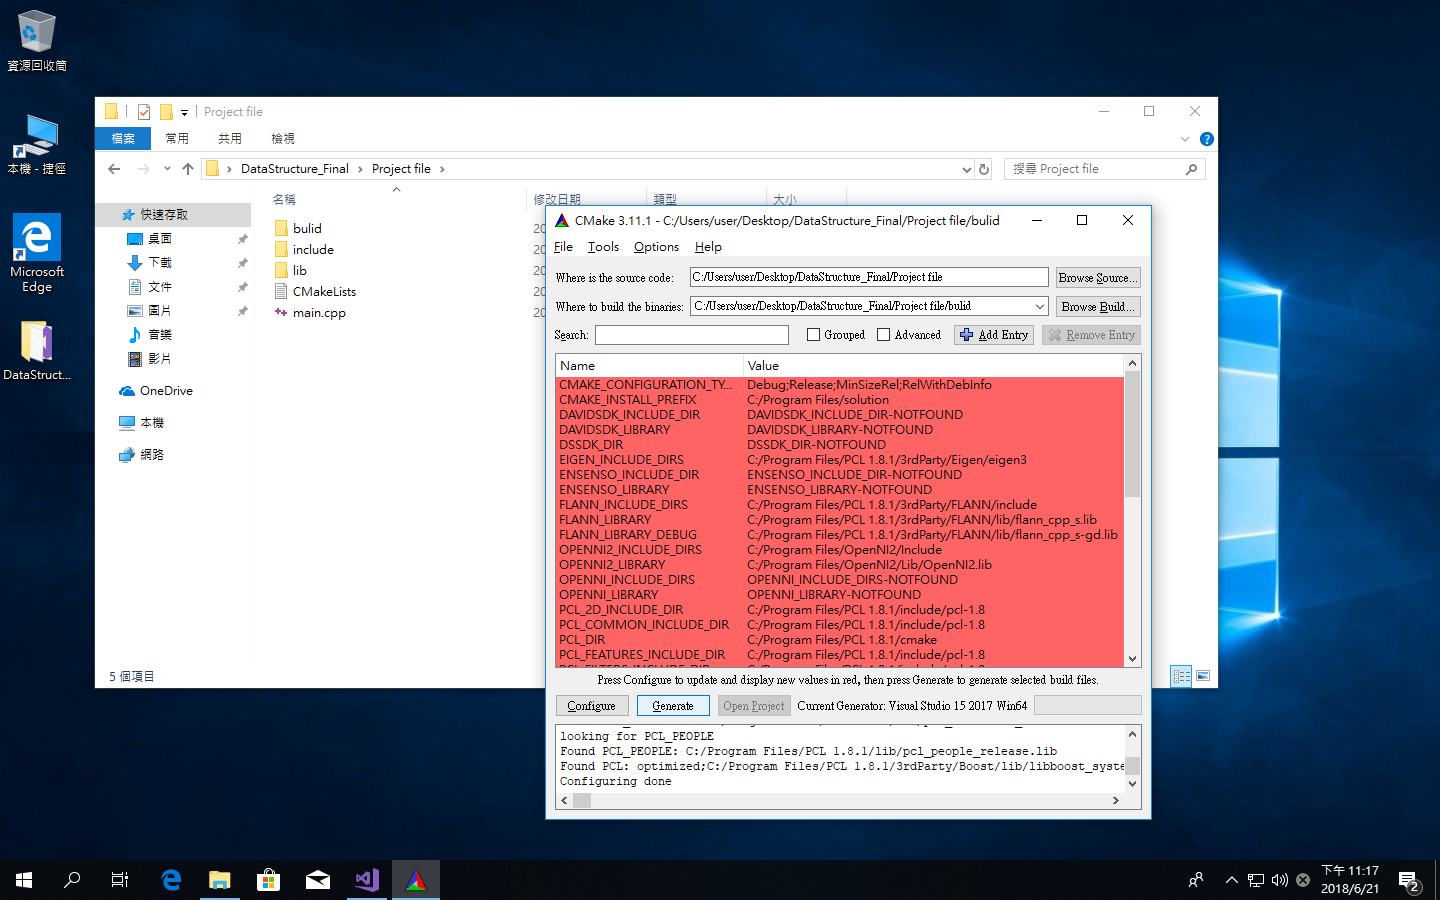 資源回收筒
本機 - 捷徑
Microsoft
Edge
DataStruct...
Project file
檔案
常用
共用
檢視
DataStructure_Final
Project file
搜尋 Project file
快速存取
桌面
下載
文件
圖片
音樂
影片
OneDrive
本機
網路
名稱
修改日期
類型
大小
bulid
include
lib
CMakeLists
main.cpp
20
20
20
20
20
5 個項目
CMake 3.11.1 - C:/Users/user/Desktop/DataStructure_Final/Project file/bulid
File Tools Options Help
Where is the source code: C:/Users/user/Desktop/DataStructure_Final/Project file Browse Source...
Where to build the binaries: C:/Users/user/Desktop/DataStructure_Final/Project file/bulid Browse Build...
Search: Grouped Advanced Add Entry Remove Entry
Name Value
CMAKE_CONFIGURATION_TY... Debug;Release;MinSizeRel;RelWithDebInfo
CMAKE_INSTALL_PREFIX C:/Program Files/solution
DAVIDSDK_INCLUDE_DIR DAVIDSDK_INCLUDE_DIR-NOTFOUND
DAVIDSDK_LIBRARY DAVIDSDK_LIBRARY-NOTFOUND
DSSDK_DIR DSSDK_DIR-NOTFOUND
EIGEN_INCLUDE_DIRS C:/Program Files/PCL 1.8.1/3rdParty/Eigen/eigen3
ENSENSO_INCLUDE_DIR ENSENSO_INCLUDE_DIR-NOTFOUND
ENSENSO_LIBRARY ENSENSO_LIBRARY-NOTFOUND
FLANN_INCLUDE_DIRS C:/Program Files/PCL 1.8.1/3rdParty/FLANN/include
FLANN_LIBRARY C:/Program Files/PCL 1.8.1/3rdParty/FLANN/lib/flann_cpp_s.lib
FLANN_LIBRARY_DEBUG C:/Program Files/PCL 1.8.1/3rdParty/FLANN/lib/flann_cpp_s-gd.lib
OPENNI2_INCLUDE_DIRS C:/Program Files/OpenNI2/Include
OPENNI2_LIBRARY C:/Program Files/OpenNI2/Lib/OpenNI2.lib
OPENNI_INCLUDE_DIRS OPENNI_INCLUDE_DIRS-NOTFOUND
OPENNI_LIBRARY OPENNI_LIBRARY-NOTFOUND
PCL_2D_INCLUDE_DIR C:/Program Files/PCL 1.8.1/include/pcl-1.8
PCL_COMMON_INCLUDE_DIR C:/Program Files/PCL 1.8.1/include/pcl-1.8
PCL_DIR C:/Program Files/PCL 1.8.1/cmake
PCL_FEATURES_INCLUDE_DIR C:/Program Files/PCL 1.8.1/include/pcl-1.8
Press Configure to update and display new values in red, then press Generate to generate selected build files.
Configure Generate Open Project Current Generator: Visual Studio 15 2017 Win64
looking for PCL_PEOPLE
Found PCL_PEOPLE: C:/Program Files/PCL 1.8.1/lib/pcl_people_release.lib
Found PCL: optimized;C:/Program Files/PCL 1.8.1/3rdParty/Boost/lib/libboost_syste
Configuring done
下午 11:17
2018/6/21
2